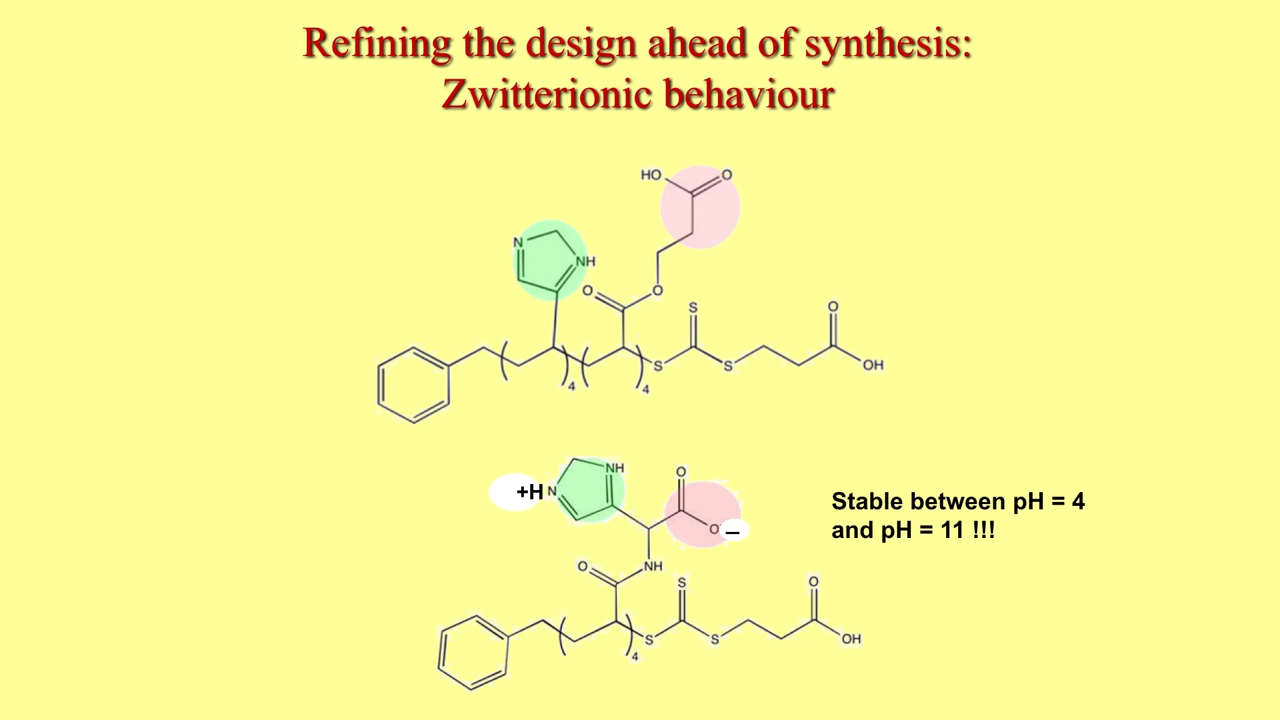 Refining the design ahead of synthesis:
Zwitterionic behaviour
HO
O
N
NH
O
O
S
O
S
S
OH
4
4
NH
+H N
O
O –
Stable between pH = 4
and pH = 11 !!!
O
NH
S
O
S
S
OH
4